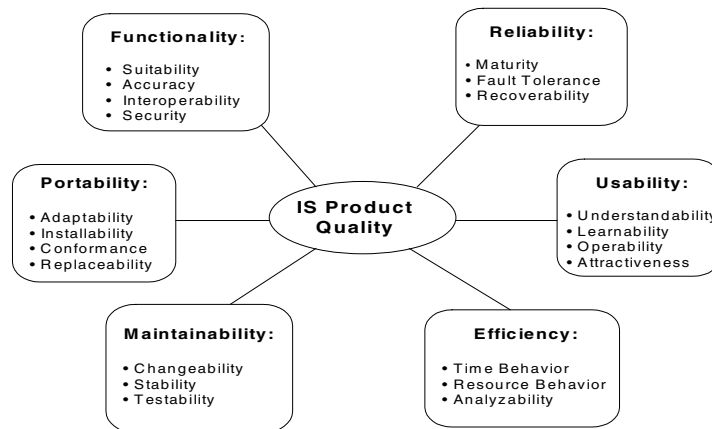 Functionality:
• Suitability
• Accuracy
• Interoperability
• Security
Reliability:
• Maturity
• Fault Tolerance
• Recoverability
Portability:
• Adaptability
• Installability
• Conformance
• Replaceability
IS Product
Quality
Usability:
• Understandability
• Learnability
• Operability
• Attractiveness
Maintainability:
• Changeability
• Stability
• Testability
Efficiency:
• Time Behavior
• Resource Behavior
• Analyzability